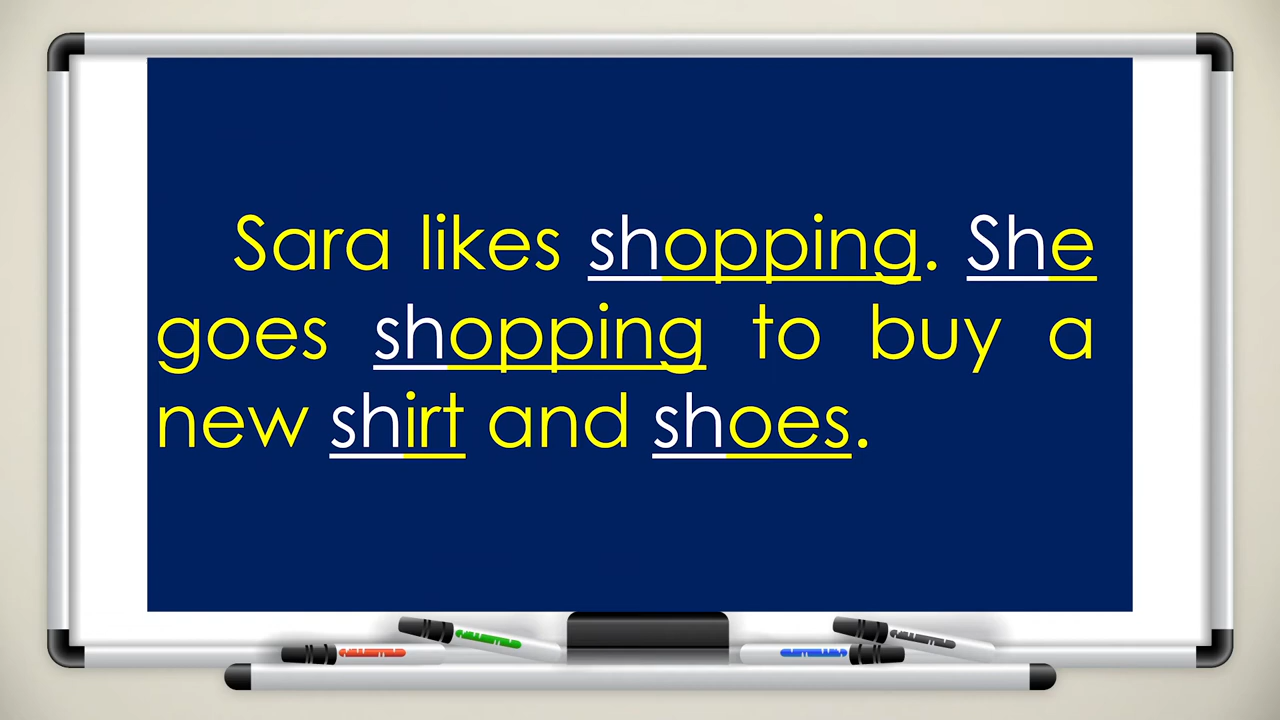 Sara likes shopping. She
goes shopping to buy a
new shirt and shoes.